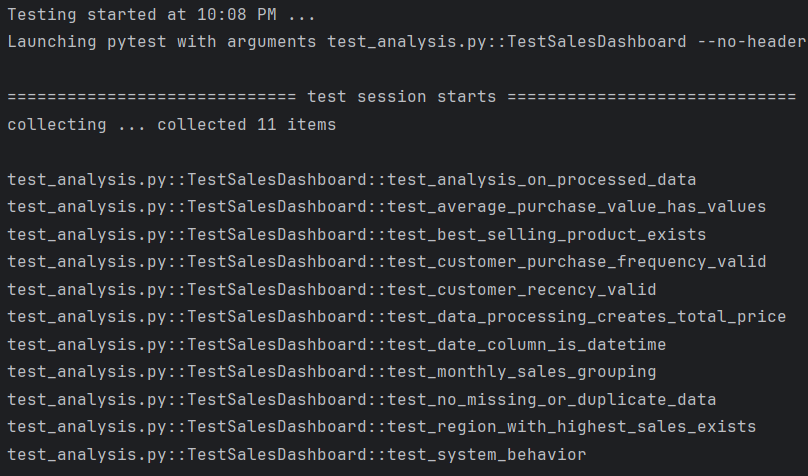 Testing started at 10:08 PM ...
Launching pytest with arguments test_analysis.py::TestSalesDashboard --no-header
============================= test session starts =============================
collecting ... collected 11 items
test_analysis.py::TestSalesDashboard::test_analysis_on_processed_data
test_analysis.py::TestSalesDashboard::test_average_purchase_value_has_values
test_analysis.py::TestSalesDashboard::test_best_selling_product_exists
test_analysis.py::TestSalesDashboard::test_customer_purchase_frequency_valid
test_analysis.py::TestSalesDashboard::test_customer_recency_valid
test_analysis.py::TestSalesDashboard::test_data_processing_creates_total_price
test_analysis.py::TestSalesDashboard::test_date_column_is_datetime
test_analysis.py::TestSalesDashboard::test_monthly_sales_grouping
test_analysis.py::TestSalesDashboard::test_no_missing_or_duplicate_data
test_analysis.py::TestSalesDashboard::test_region_with_highest_sales_exists
test_analysis.py::TestSalesDashboard::test_system_behavior